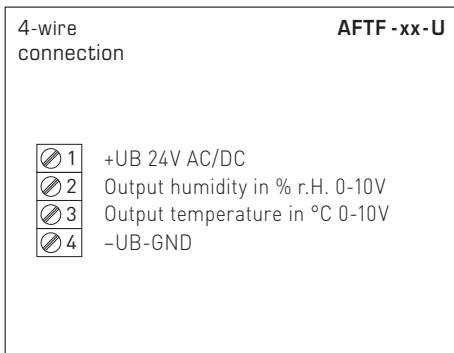 4-wire AFTF-xx-U
connection
1 +UB 24V AC/DC
2 Output humidity in % r.H. 0-10V
3 Output temperature in °C 0-10V
4 –UB-GND